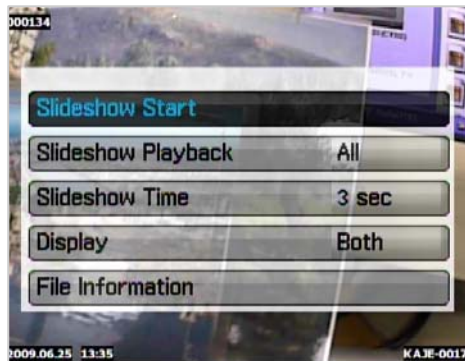 000134
Slideshow Start
Slideshow Playback All
Slideshow Time 3 sec
Display Both
File Information
2009.06.25 13:35 KAJE-001